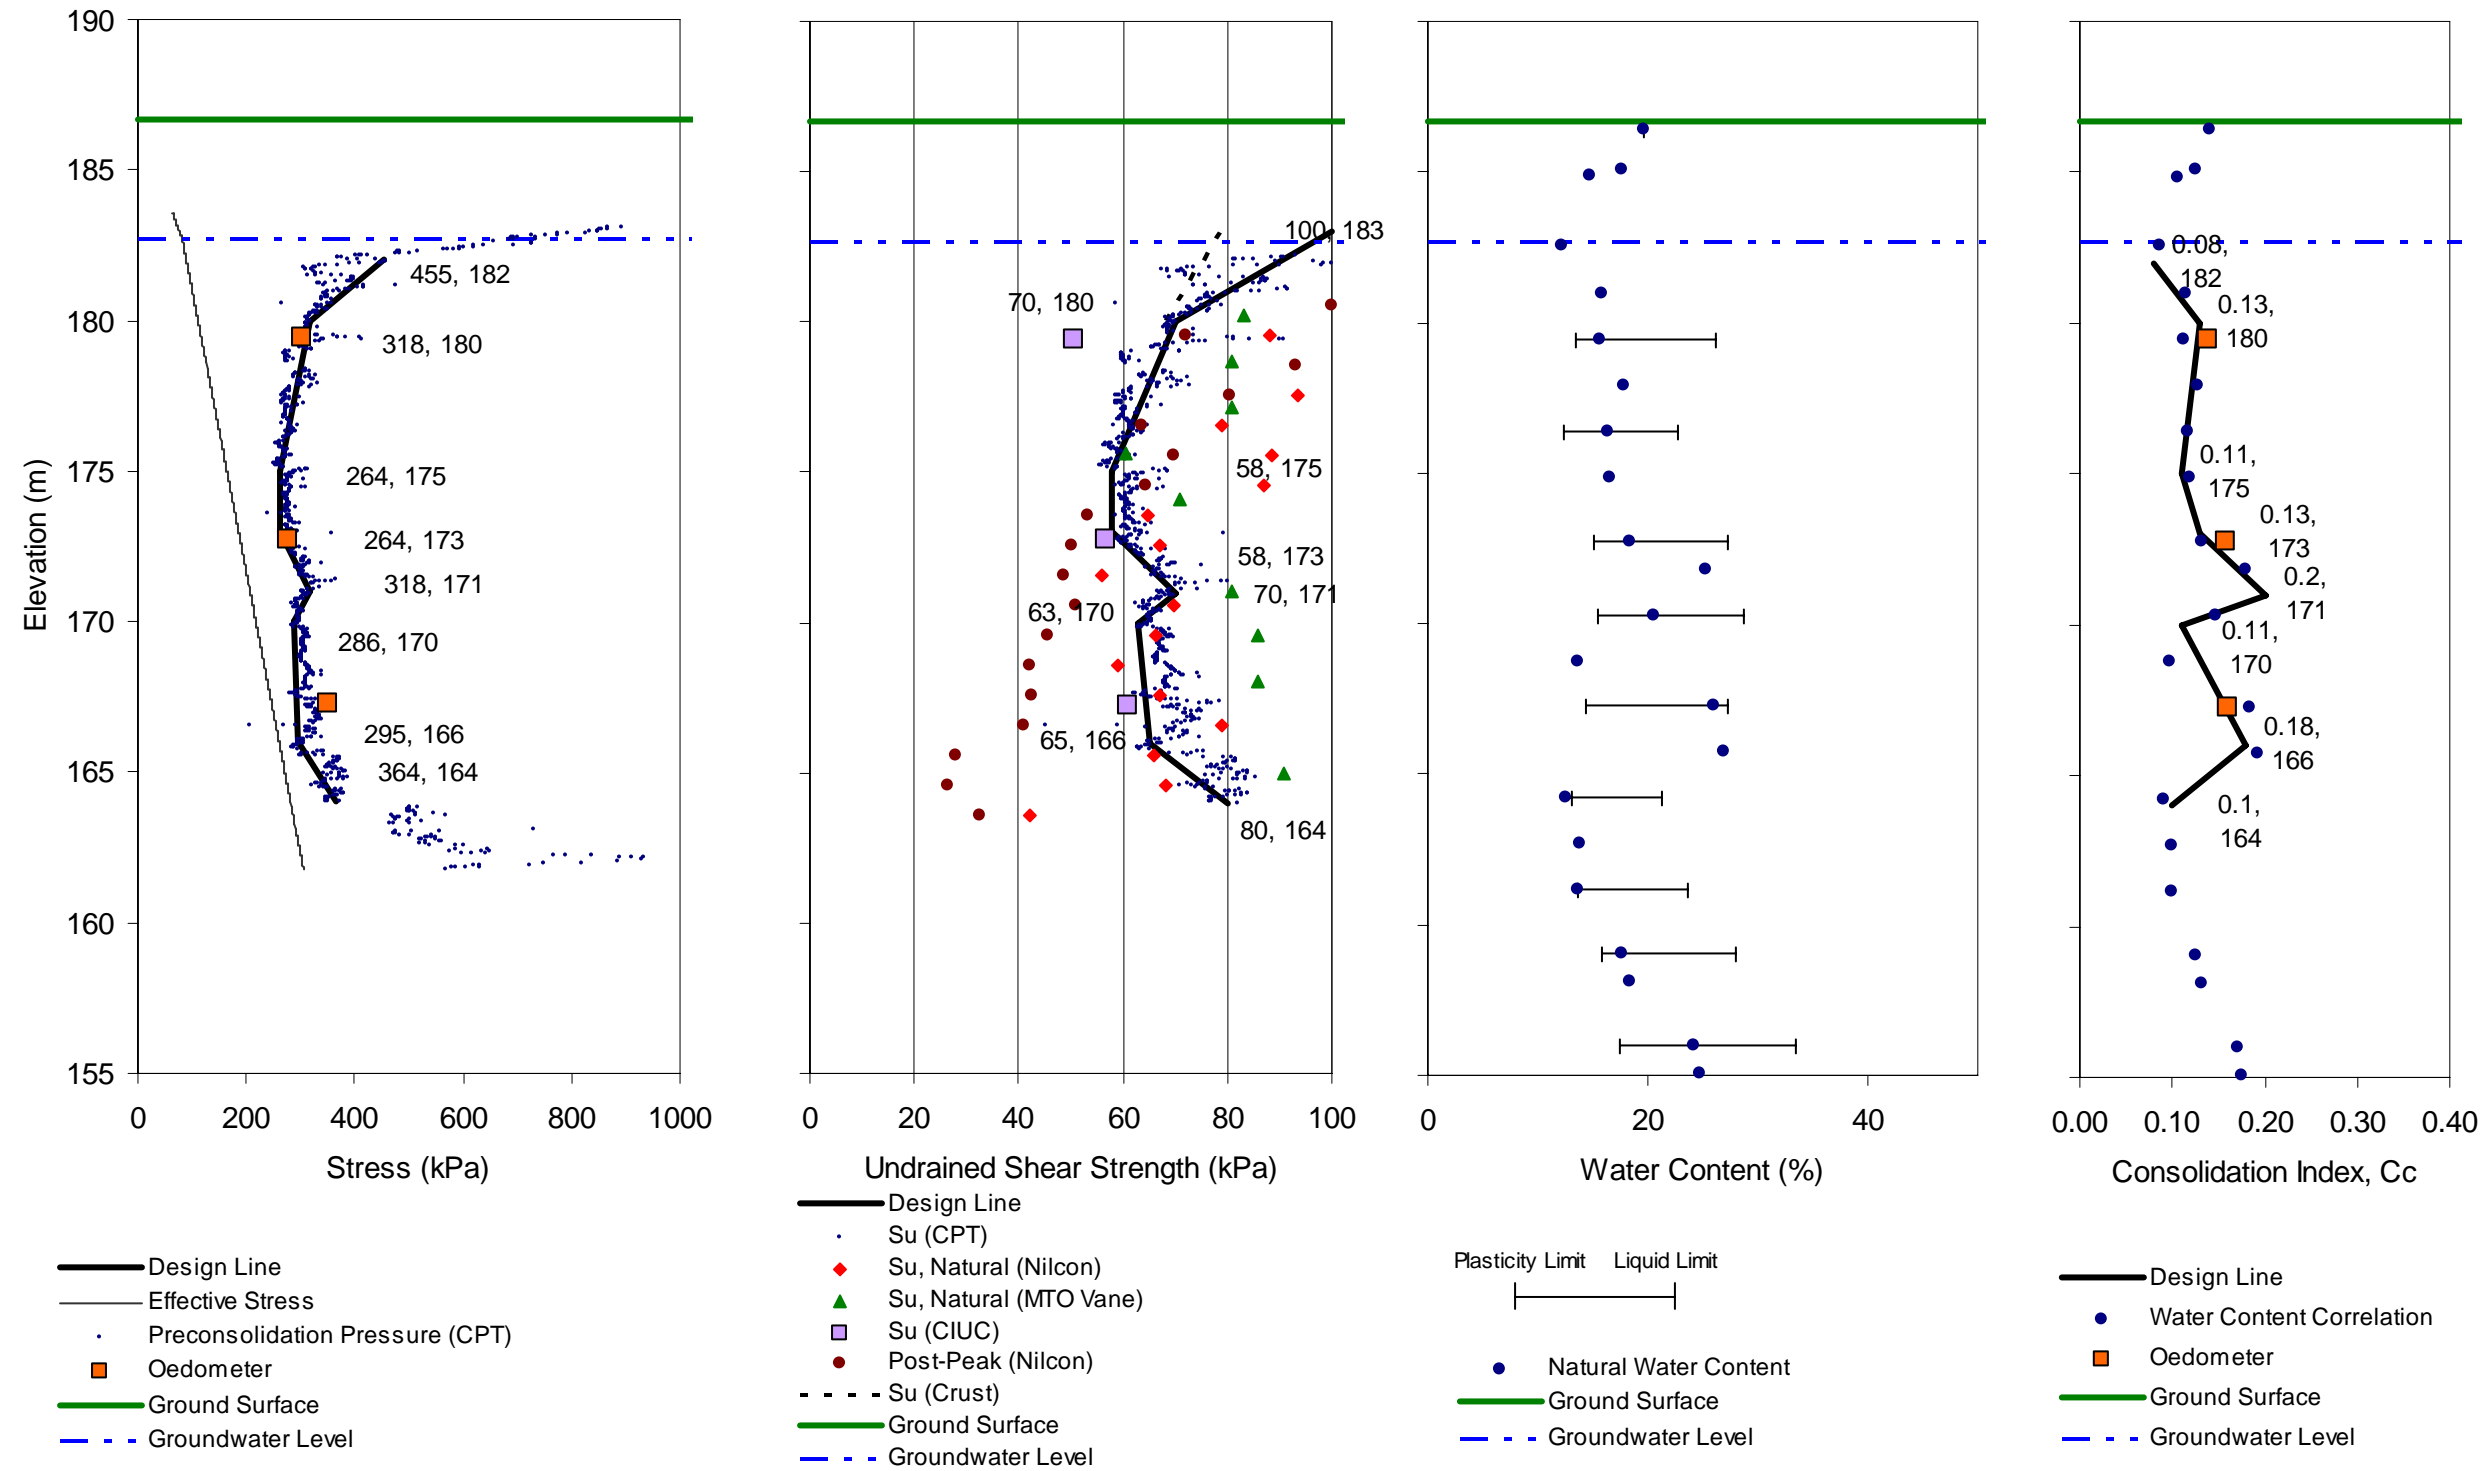 Elevation (m)
190
185
180
175
170
165
160
155
455, 182
318, 180
264, 175
264, 173
318, 171
286, 170
295, 166
364, 164
0 200 400 600 800 1000
Stress (kPa)
Design Line
Effective Stress
Preconsolidation Pressure (CPT)
Oedometer
Ground Surface
Groundwater Level
100, 183
70, 180
58, 175
58, 173
70, 171
63, 170
65, 166
80, 164
0 20 40 60 80 100
Undrained Shear Strength (kPa)
Design Line
Su (CPT)
Su, Natural (Nilcon)
Su, Natural (MTO Vane)
Su (CIUC)
Post-Peak (Nilcon)
Su (Crust)
Ground Surface
Groundwater Level
0 20 40
Water Content (%)
Plasticity Limit Liquid Limit
Natural Water Content
Ground Surface
Groundwater Level
0.08,
182
0.13,
180
0.11,
175
0.13,
173
0.2,
171
0.11,
170
0.18,
166
0.1,
164
0.00 0.10 0.20 0.30 0.40
Consolidation Index, Cc
Design Line
Water Content Correlation
Oedometer
Ground Surface
Groundwater Level